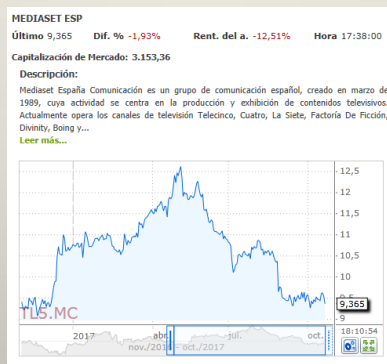 MEDIASET ESP
Último 9,365 Dif. % -1,93% Rent. del a. -12,51% Hora 17:38:00
Capitalización de Mercado: 3.153,36
Descripción:
Mediaset España Comunicación es un grupo de comunicación español, creado en marzo de
1989, cuya actividad se centra en la producción y exhibición de contenidos televisivos.
Actualmente opera los canales de televisión Telecinco, Cuatro, La Siete, Factoría De Ficción,
Divinity, Boing y...
Leer más...
12,5
12
11,5
11
10,5
10
9,365
9
TL5.MC
2017 abr. jul. oct.
nov./2016 - oct./2017
18:10:54